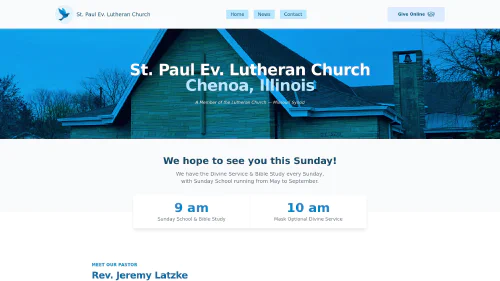 St. Paul Ev. Lutheran Church
Home
News
Contact
Give Online
St. Paul Ev. Lutheran Church
Chenoa, Illinois
A Member of the Lutheran Church — Missouri Synod
We hope to see you this Sunday!
We have the Divine Service & Bible Study every Sunday,
with Sunday School running from May to September.
9 am
Sunday School & Bible Study
10 am
Mask Optional Divine Service
MEET OUR PASTOR
Rev. Jeremy Latzke